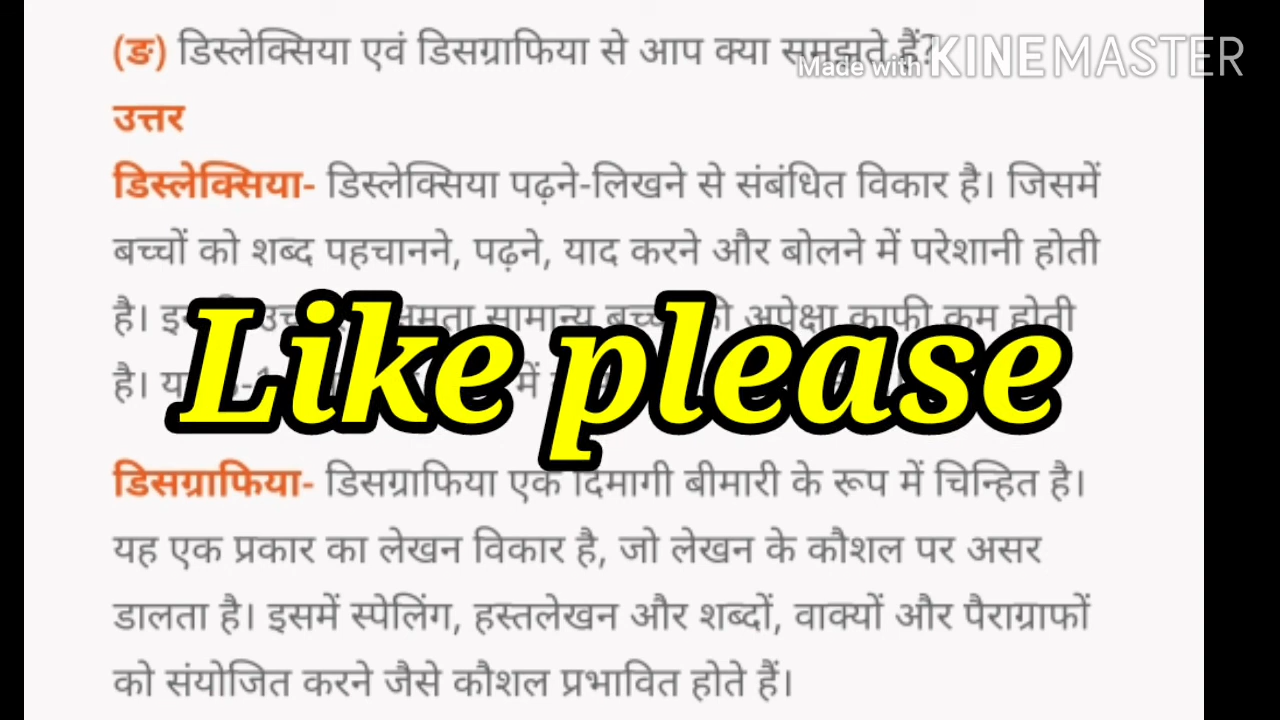 (ङ) डिस्लेक्सिया एवं डिसग्राफिया से आप क्या समझते हैं?
Made with KINEMASTER
उत्तर
डिस्लेक्सिया- डिस्लेक्सिया पढ़ने-लिखने से संबंधित विकार है। जिसमें
बच्चों को शब्द पहचानने, पढ़ने, याद करने और बोलने में परेशानी होती
है। सामान्य अपेक्षा काफी कम होती
है। में
Like please
डिसग्राफिया- डिसग्राफिया एक दिमागी बीमारी के रूप में चिन्हित है।
यह एक प्रकार का लेखन विकार है, जो लेखन के कौशल पर असर
डालता है। इसमें स्पेलिंग, हस्तलेखन और शब्दों, वाक्यों और पैराग्राफों
को संयोजित करने जैसे कौशल प्रभावित होते हैं।